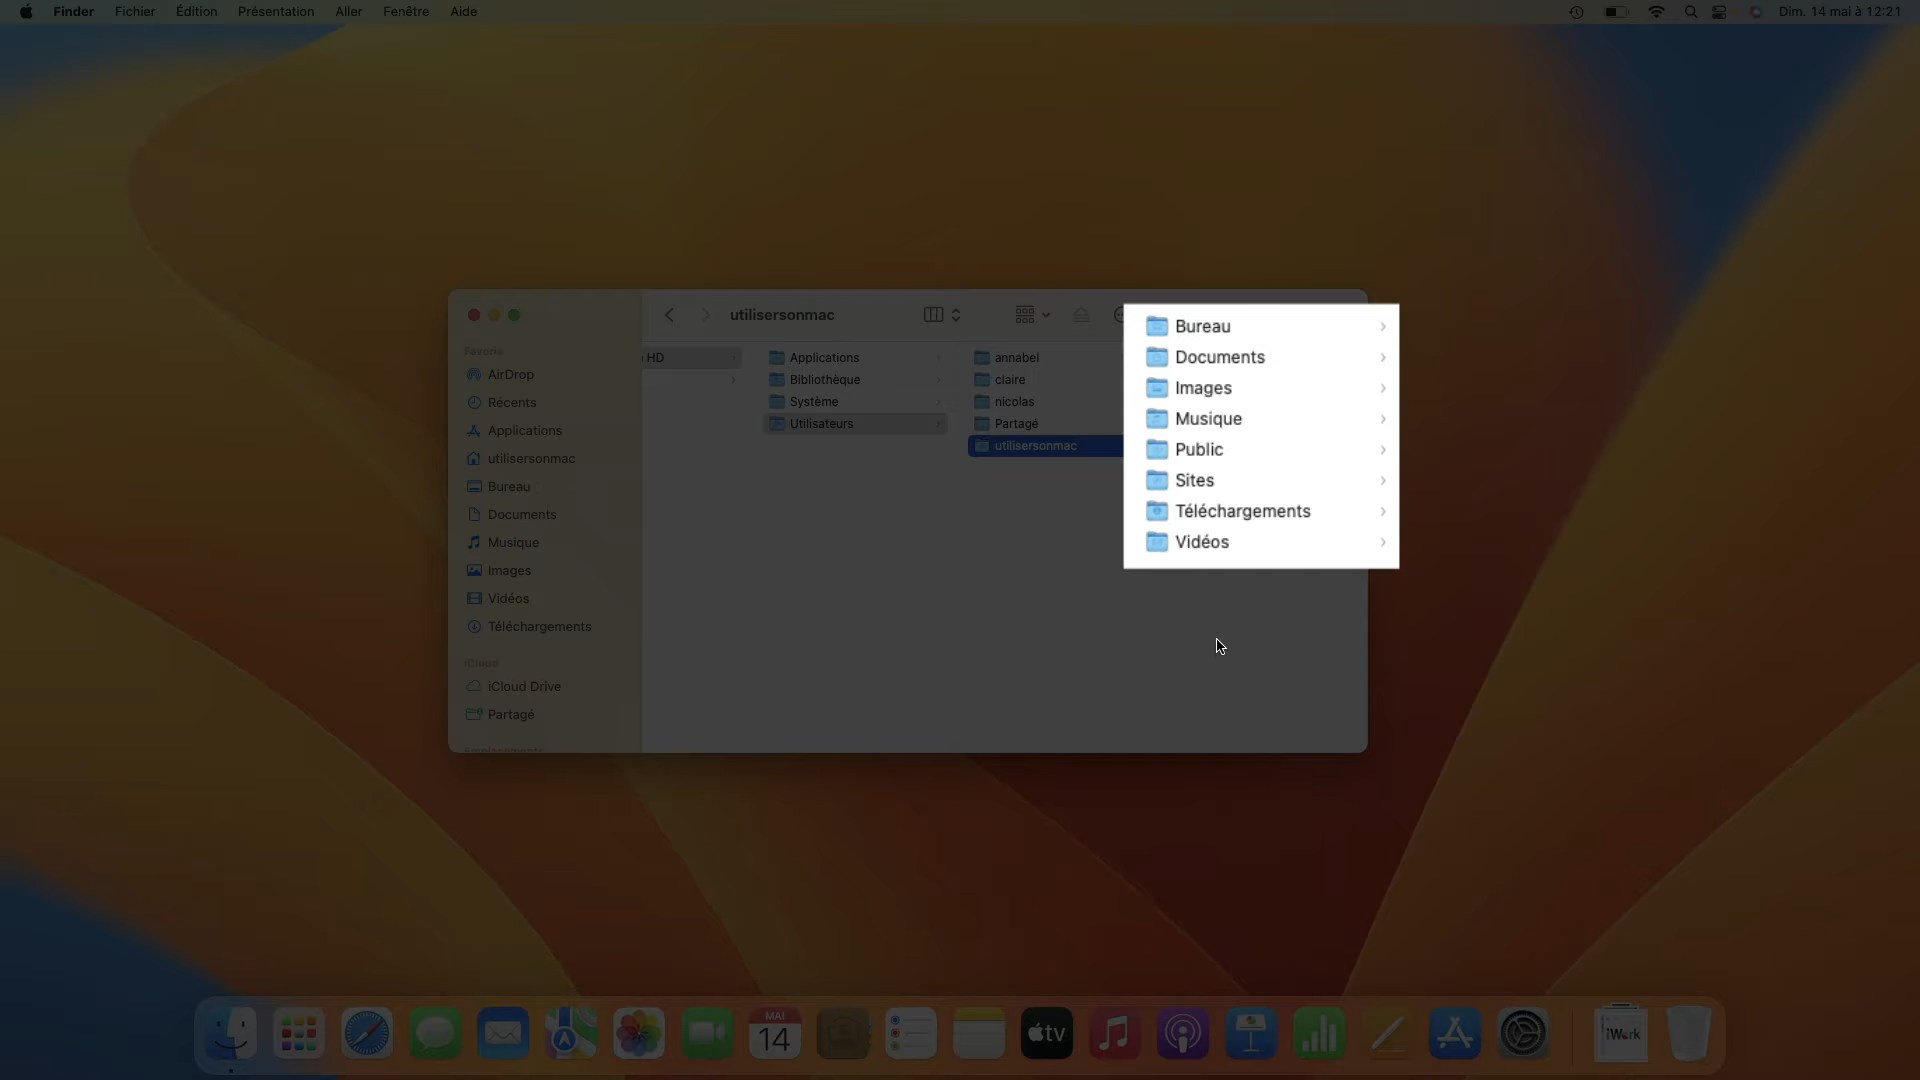 Finder Fichier Édition Présentation Aller Fenêtre Aide Dim. 14 mai à 12:21
utilisersonmac
Favoris
AirDrop
Récents
Applications
utilisersonmac
Bureau
Documents
Musique
Images
Vidéos
Téléchargements
iCloud
iCloud Drive
Partagé
Emplacements
HD
Applications
Bibliothèque
Système
Utilisateurs
annabel
claire
nicolas
Partagé
utilisersonmac
Bureau
Documents
Images
Musique
Public
Sites
Téléchargements
Vidéos
MAI
14
tv
iWork